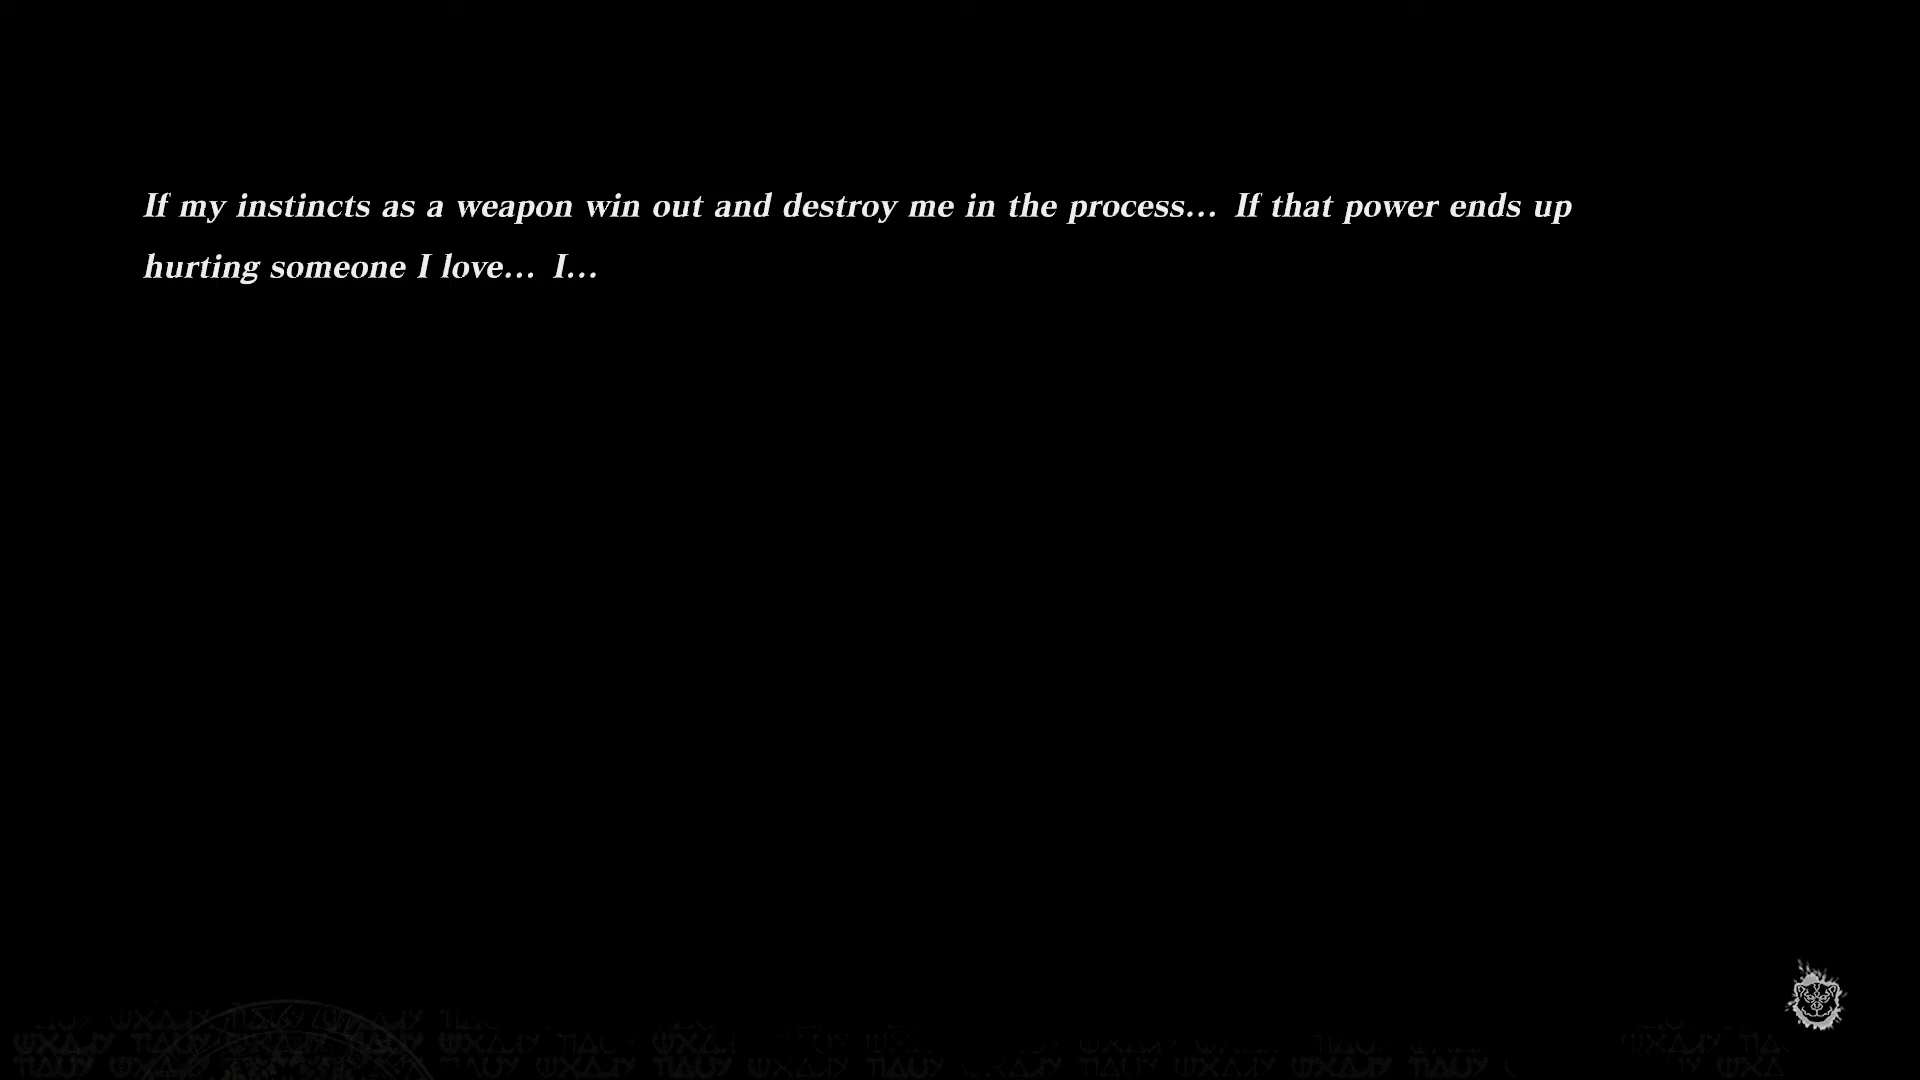 If my instincts as a weapon win out and destroy me in the process... If that power ends up
hurting someone I love... I...